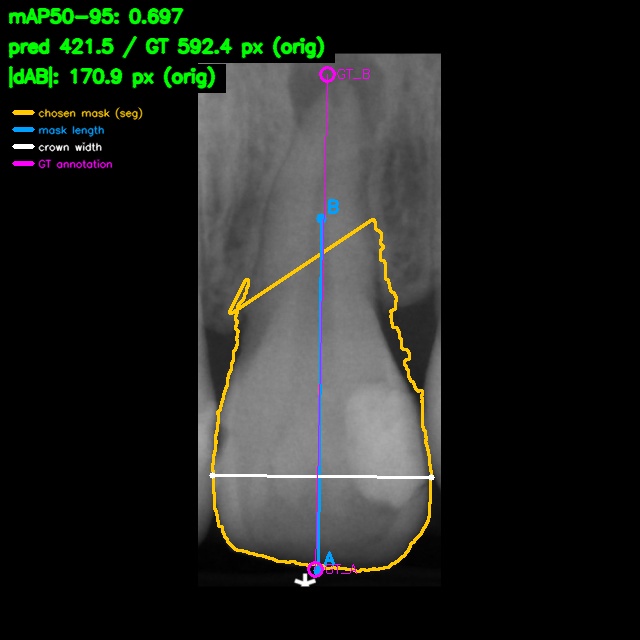 mAP50-95: 0.697
pred 421.5 / GT 592.4 px (orig)
|dAB|: 170.9 px (orig)
chosen mask (seg)
mask length
crown width
GT annotation
GT_B
B
A
GT_A